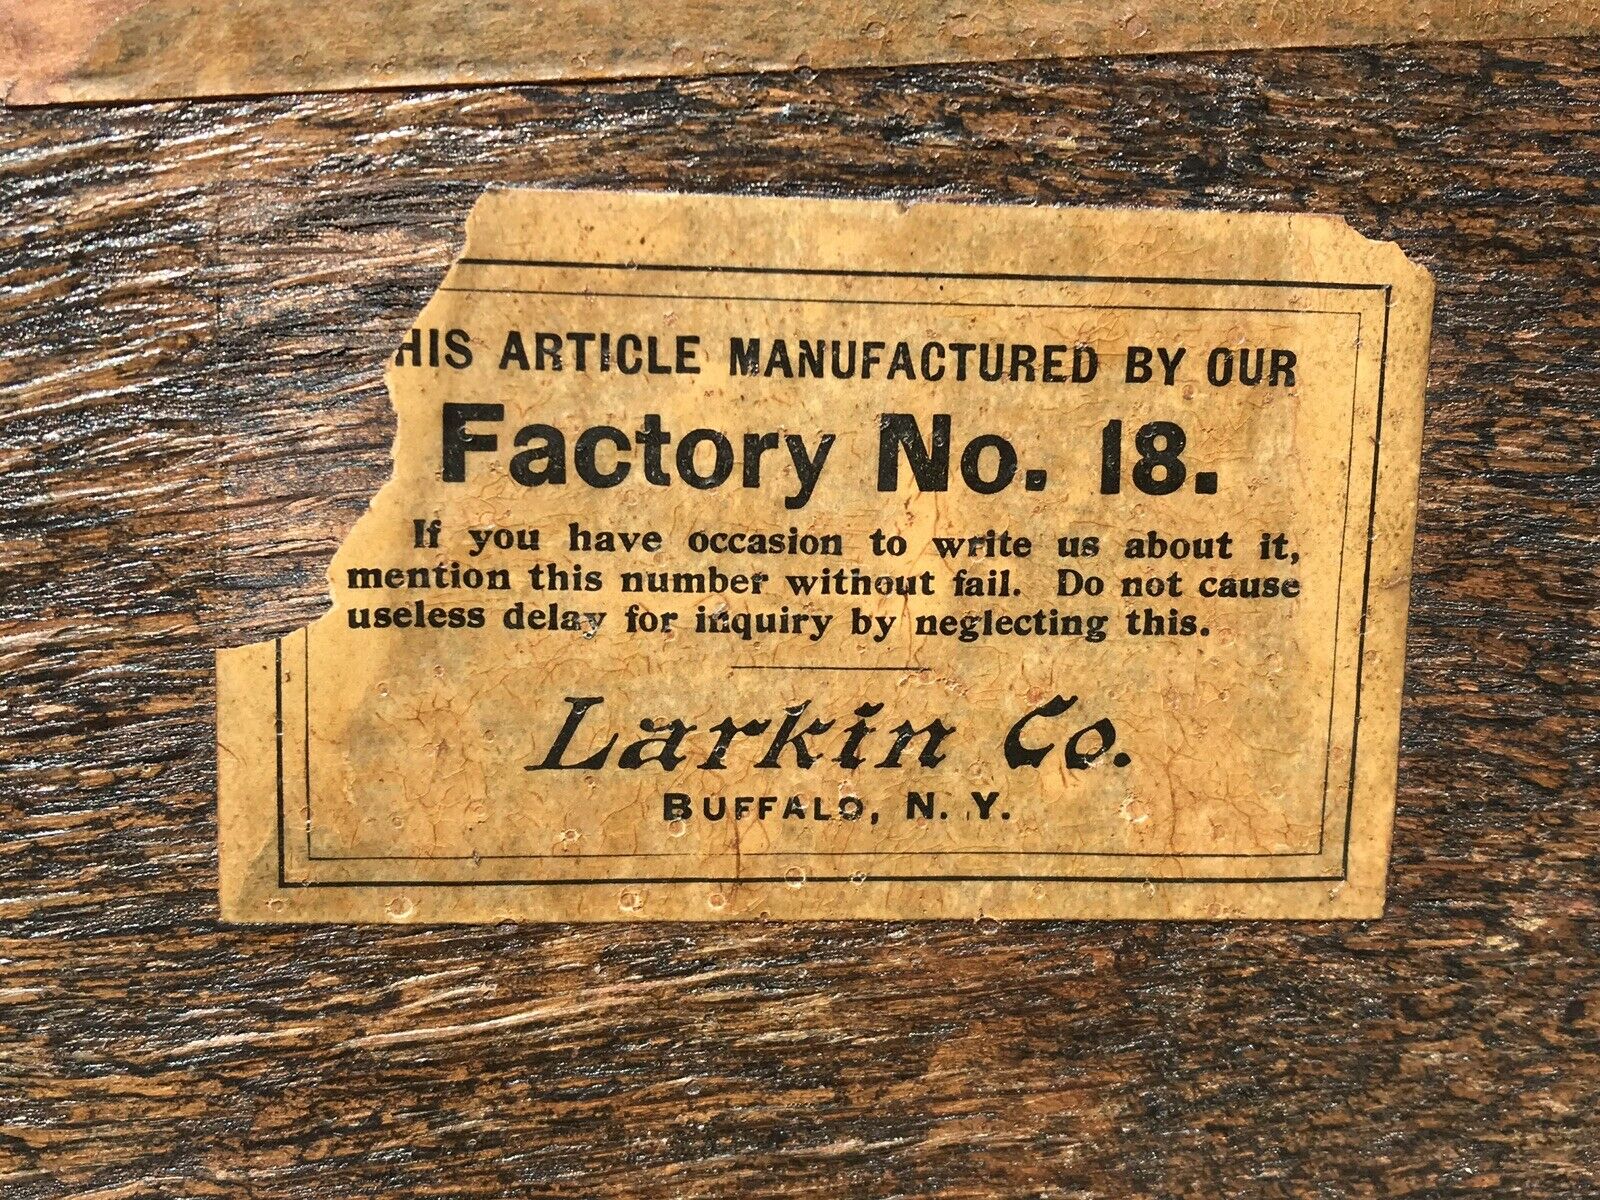 HIS ARTICLE MANUFACTURED BY OUR
Factory No. 18.
If you have occasion to write us about it,
mention this number without fail. Do not cause
useless delay for inquiry by neglecting this.
Larkin Co.
BUFFALO, N. Y.